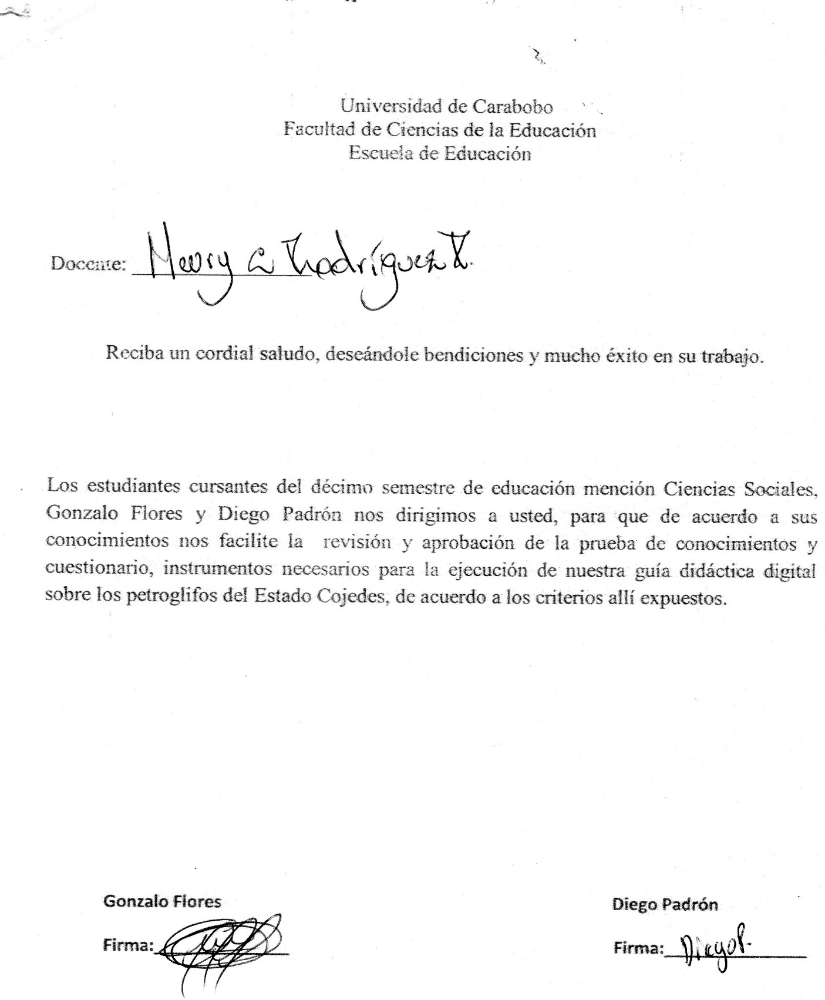 Universidad de Carabobo
Facultad de Ciencias de la Educación
Escuela de Educación
Docente: Rodríguez
Reciba un cordial saludo, deseándole bendiciones y mucho éxito en su trabajo.
Los estudiantes cursantes del décimo semestre de educación mención Ciencias Sociales,
Gonzalo Flores y Diego Padrón nos dirigimos a usted, para que de acuerdo a sus
conocimientos nos facilite la revisión y aprobación de la prueba de conocimientos y
cuestionario, instrumentos necesarios para la ejecución de nuestra guía didáctica digital
sobre los petroglifos del Estado Cojedes, de acuerdo a los criterios allí expuestos.
Gonzalo Flores
Diego Padrón
Firma:
Firma: Diego P.